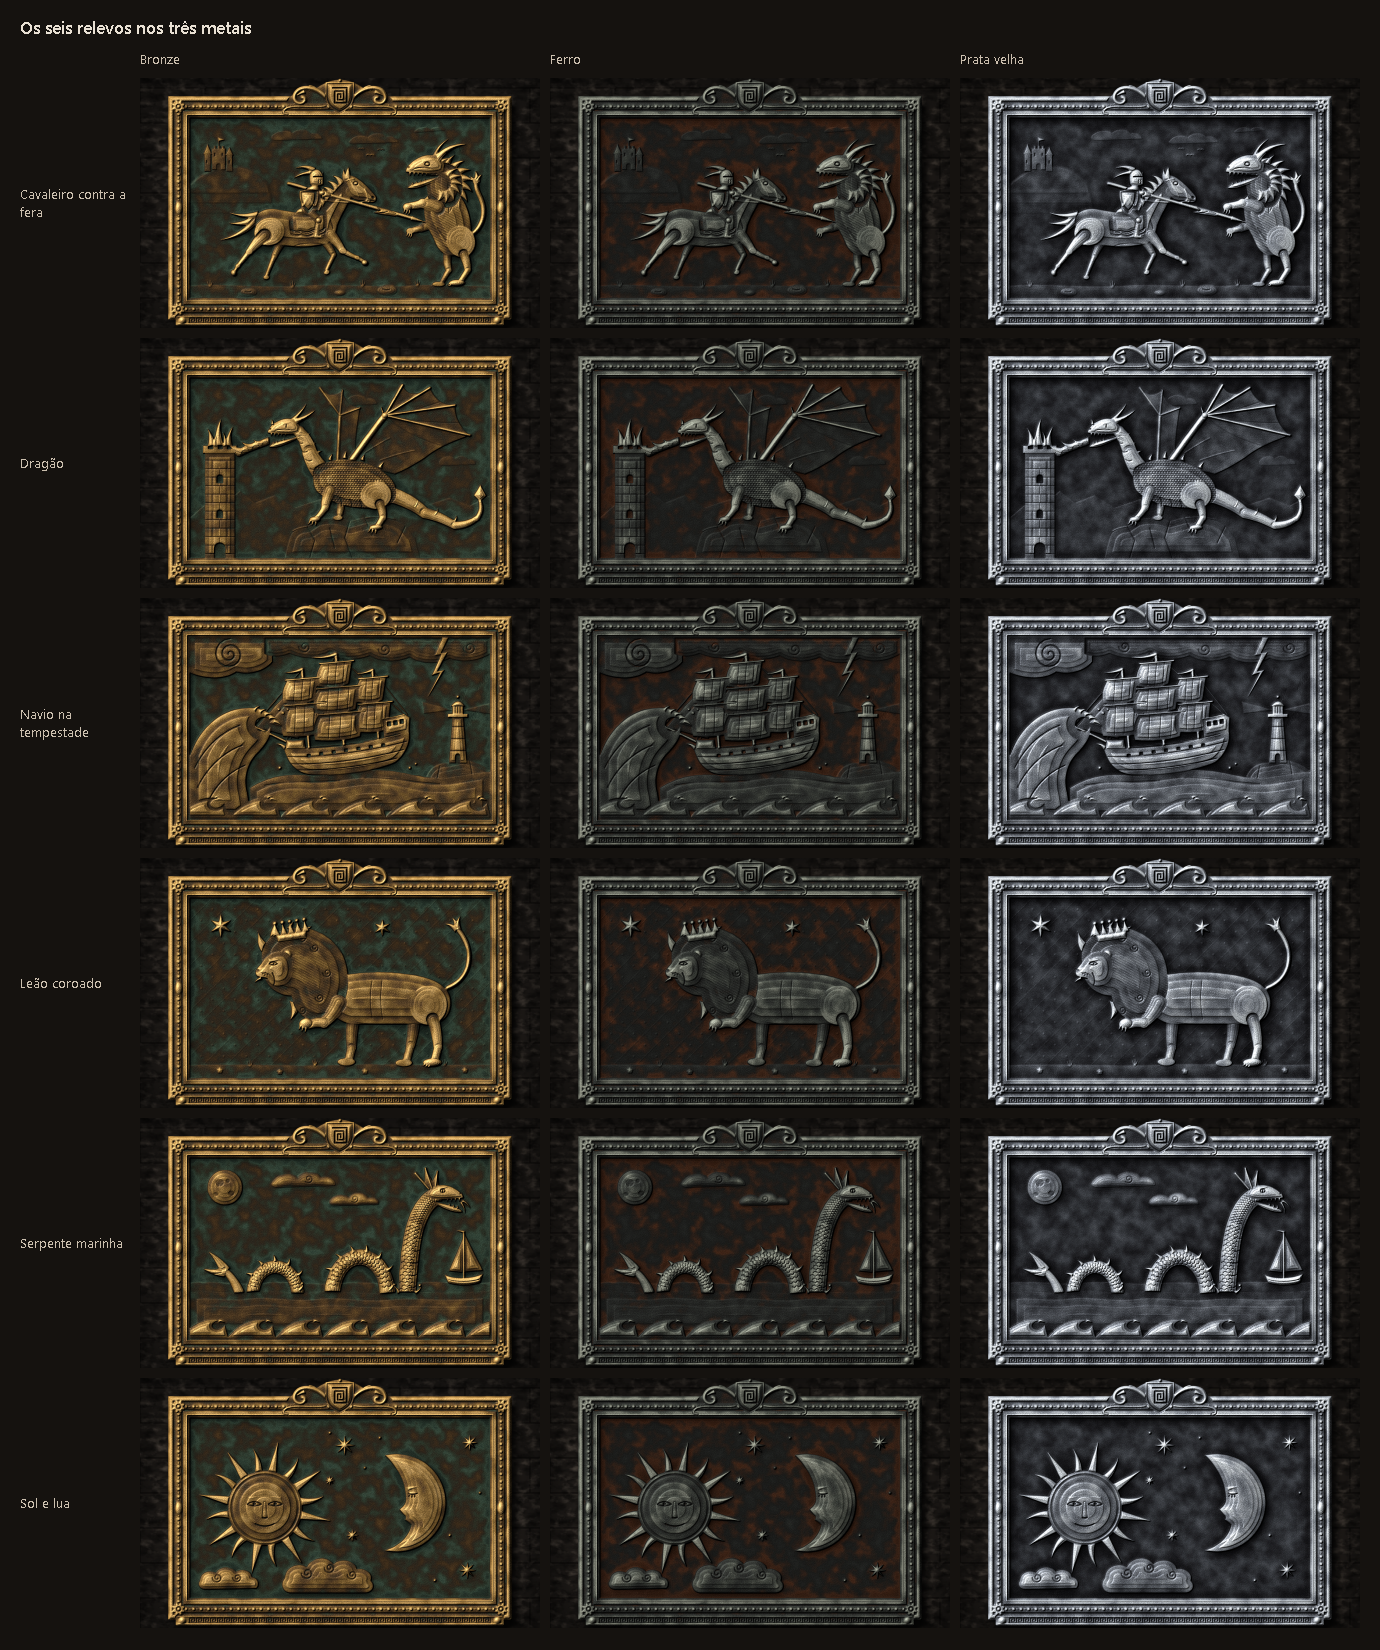 Os seis relevos nos três metais
Bronze
Ferro
Prata velha
Cavaleiro contra a
fera
Dragão
Navio na
tempestade
Leão coroado
Serpente marinha
Sol e lua